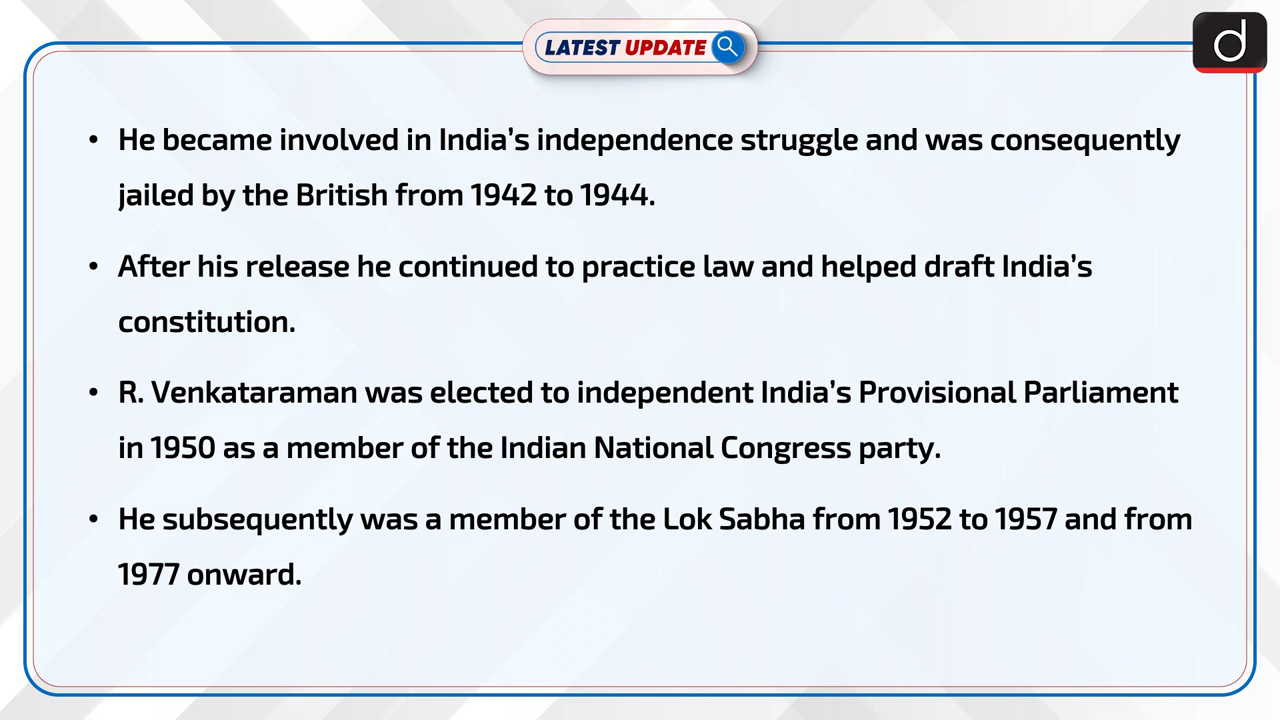 LATEST UPDATE
d
• He became involved in India’s independence struggle and was consequently
jailed by the British from 1942 to 1944.
• After his release he continued to practice law and helped draft India’s
constitution.
• R. Venkataraman was elected to independent India’s Provisional Parliament
in 1950 as a member of the Indian National Congress party.
• He subsequently was a member of the Lok Sabha from 1952 to 1957 and from
1977 onward.